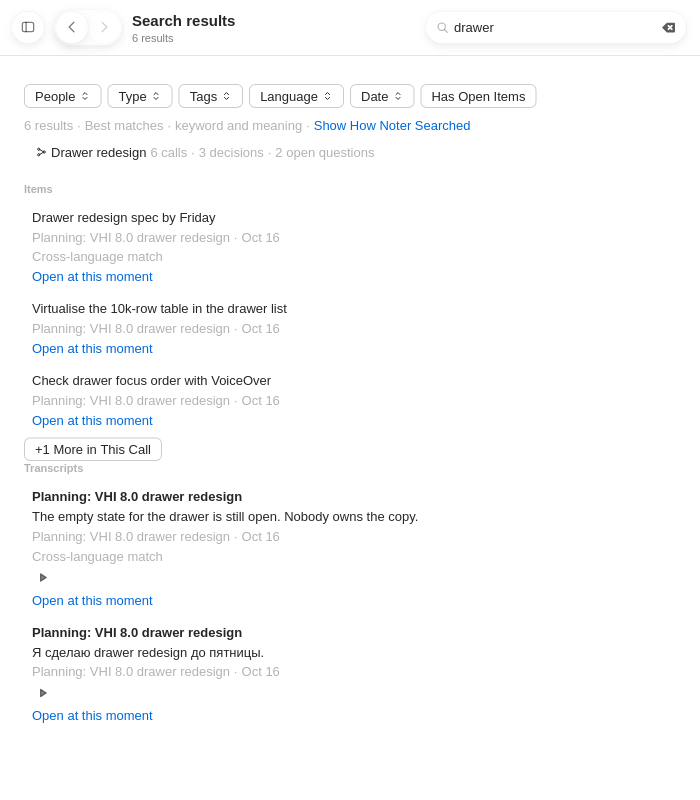 Search results
6 results
drawer
People Type Tags Language Date Has Open Items
6 results · Best matches · keyword and meaning · Show How Noter Searched
Drawer redesign 6 calls · 3 decisions · 2 open questions
Items
Drawer redesign spec by Friday
Planning: VHI 8.0 drawer redesign · Oct 16
Cross-language match
Open at this moment
Virtualise the 10k-row table in the drawer list
Planning: VHI 8.0 drawer redesign · Oct 16
Open at this moment
Check drawer focus order with VoiceOver
Planning: VHI 8.0 drawer redesign · Oct 16
Open at this moment
+1 More in This Call
Transcripts
Planning: VHI 8.0 drawer redesign
The empty state for the drawer is still open. Nobody owns the copy.
Planning: VHI 8.0 drawer redesign · Oct 16
Cross-language match
Open at this moment
Planning: VHI 8.0 drawer redesign
Я сделаю drawer redesign до пятницы.
Planning: VHI 8.0 drawer redesign · Oct 16
Open at this moment